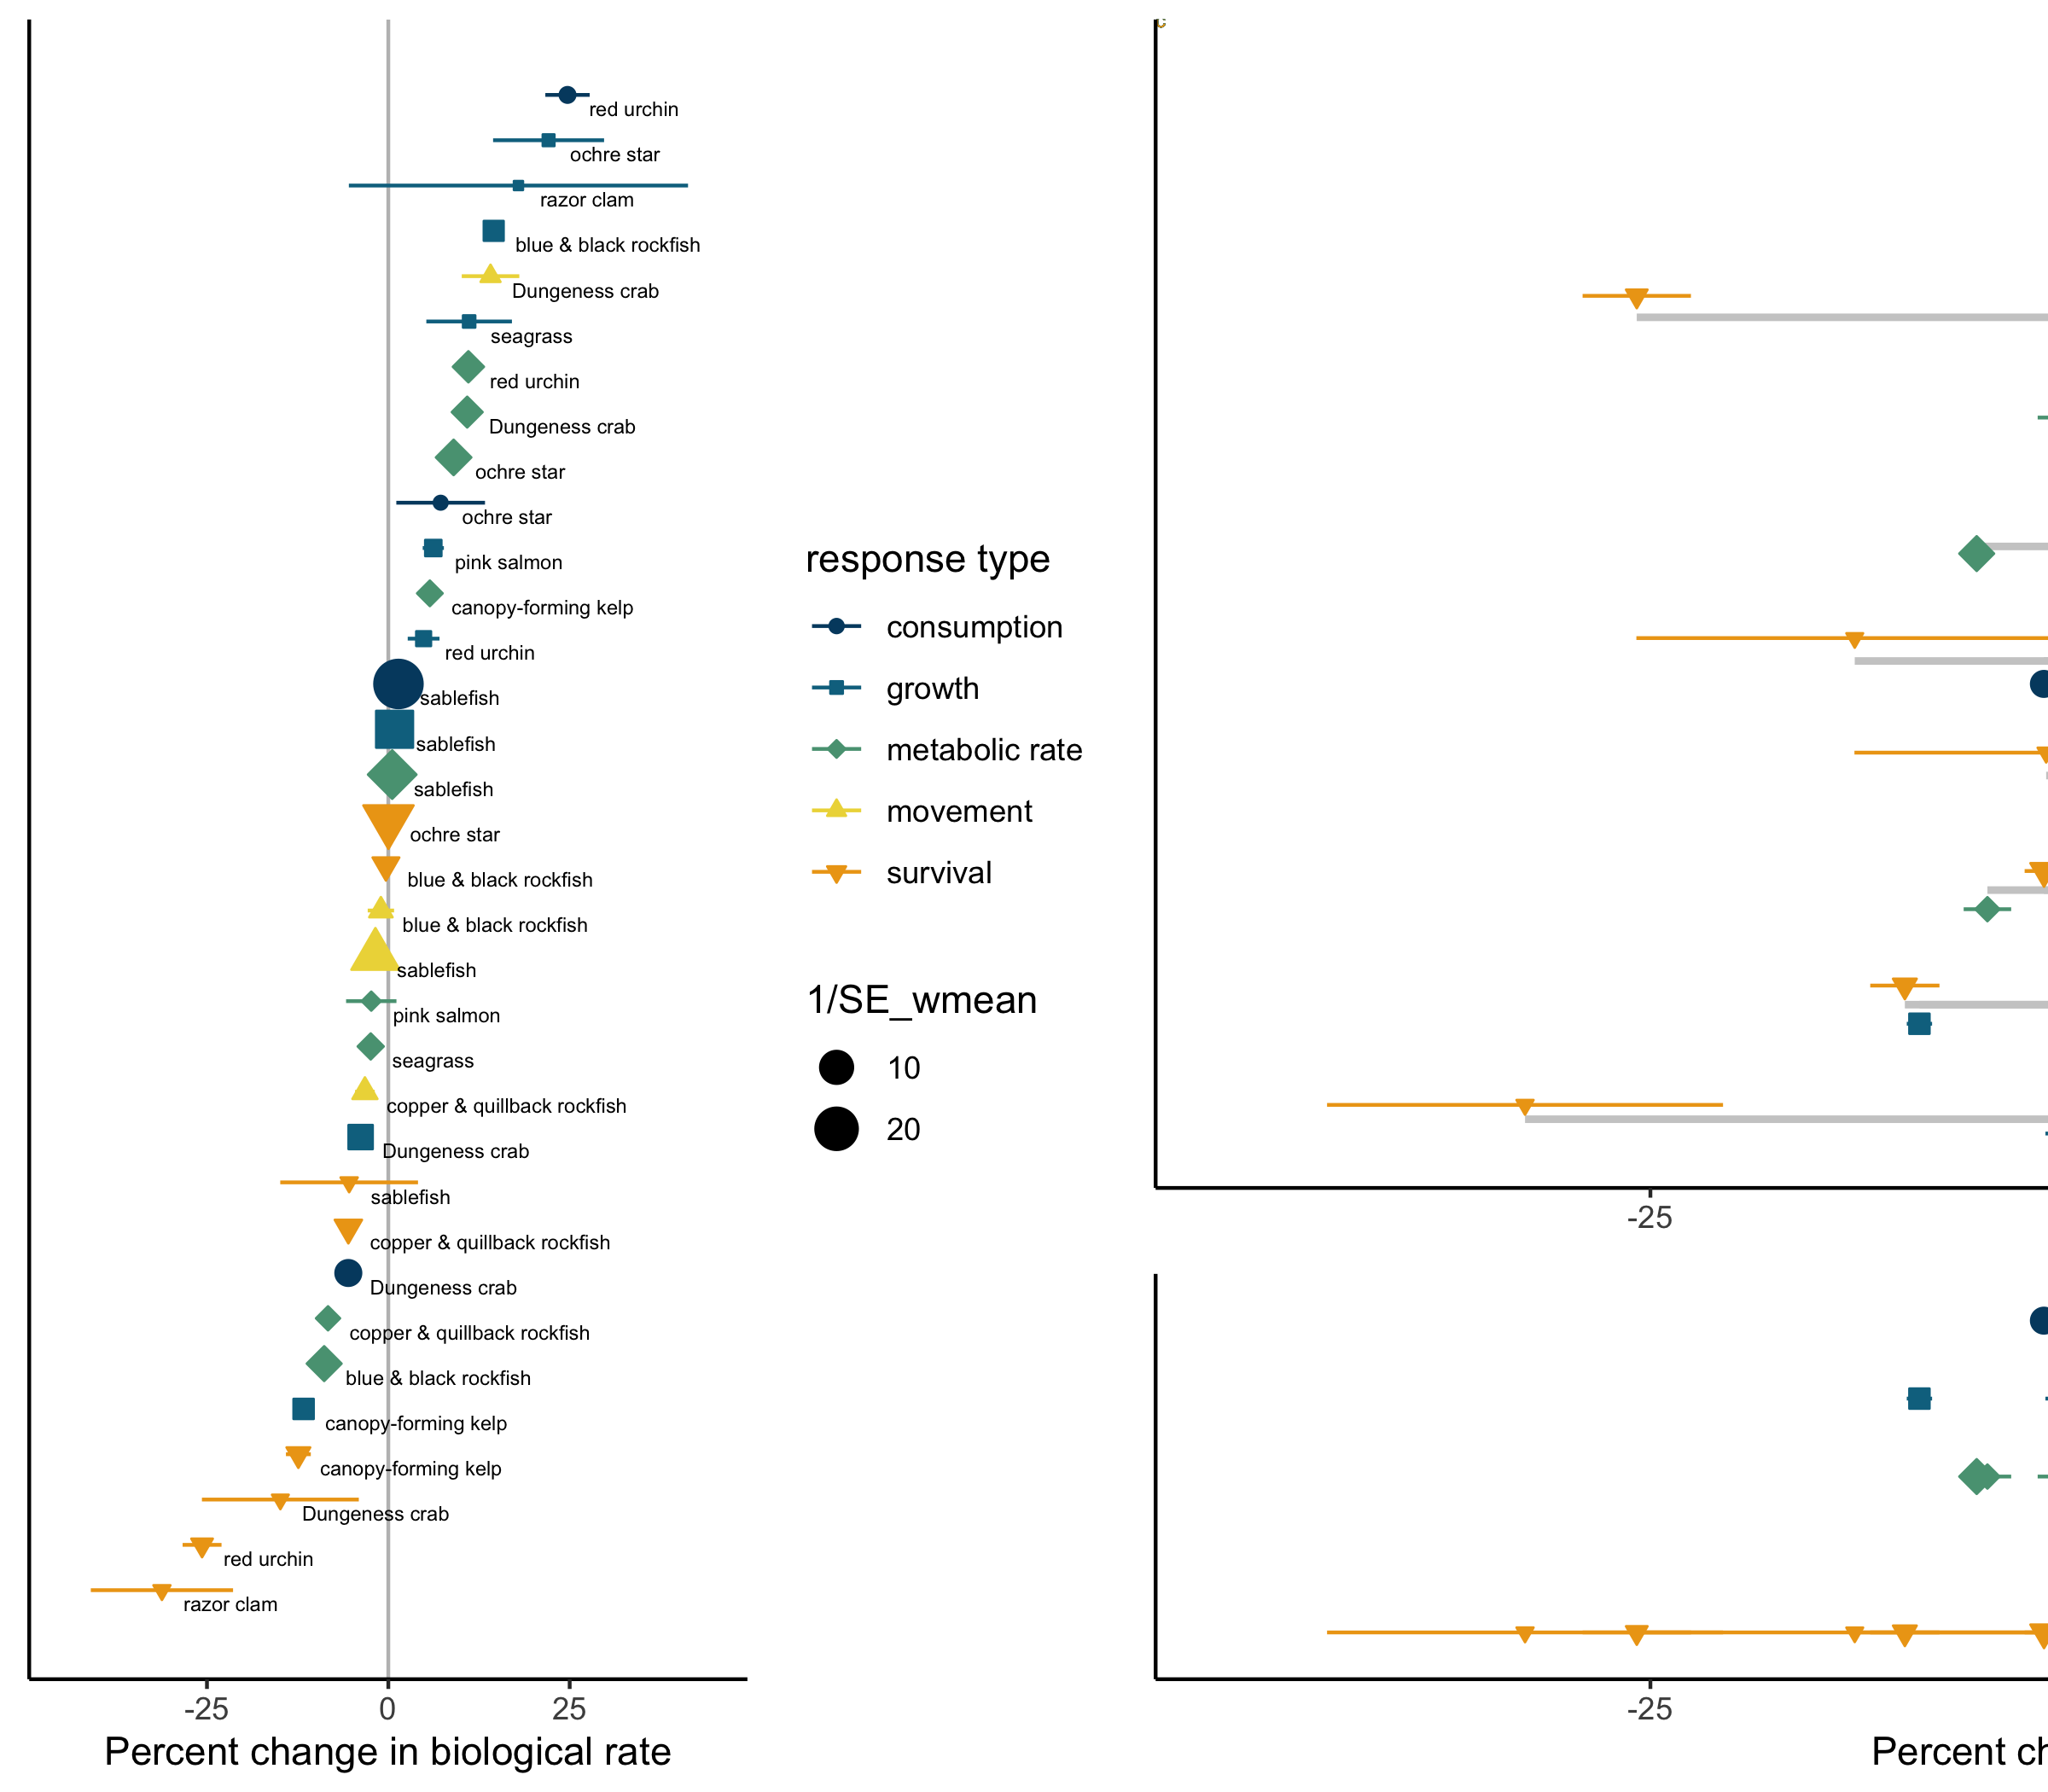 red urchin
ochre star
razor clam
blue & black rockfish
Dungeness crab
seagrass
red urchin
Dungeness crab
ochre star
ochre star
pink salmon
canopy-forming kelp
red urchin
sablefish
sablefish
sablefish
ochre star
blue & black rockfish
blue & black rockfish
sablefish
pink salmon
seagrass
copper & quillback rockfish
Dungeness crab
sablefish
copper & quillback rockfish
Dungeness crab
copper & quillback rockfish
blue & black rockfish
canopy-forming kelp
canopy-forming kelp
Dungeness crab
red urchin
razor clam
-25 0 25
Percent change in biological rate
response type
consumption
growth
metabolic rate
movement
survival
1/SE_wmean
10
20
-25
-25
Percent ch